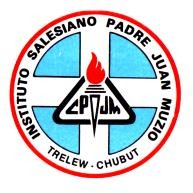 INSTITUTO SALESIANO PADRE JUAN MUZIO
CPJM
TRELEW - CHUBUT